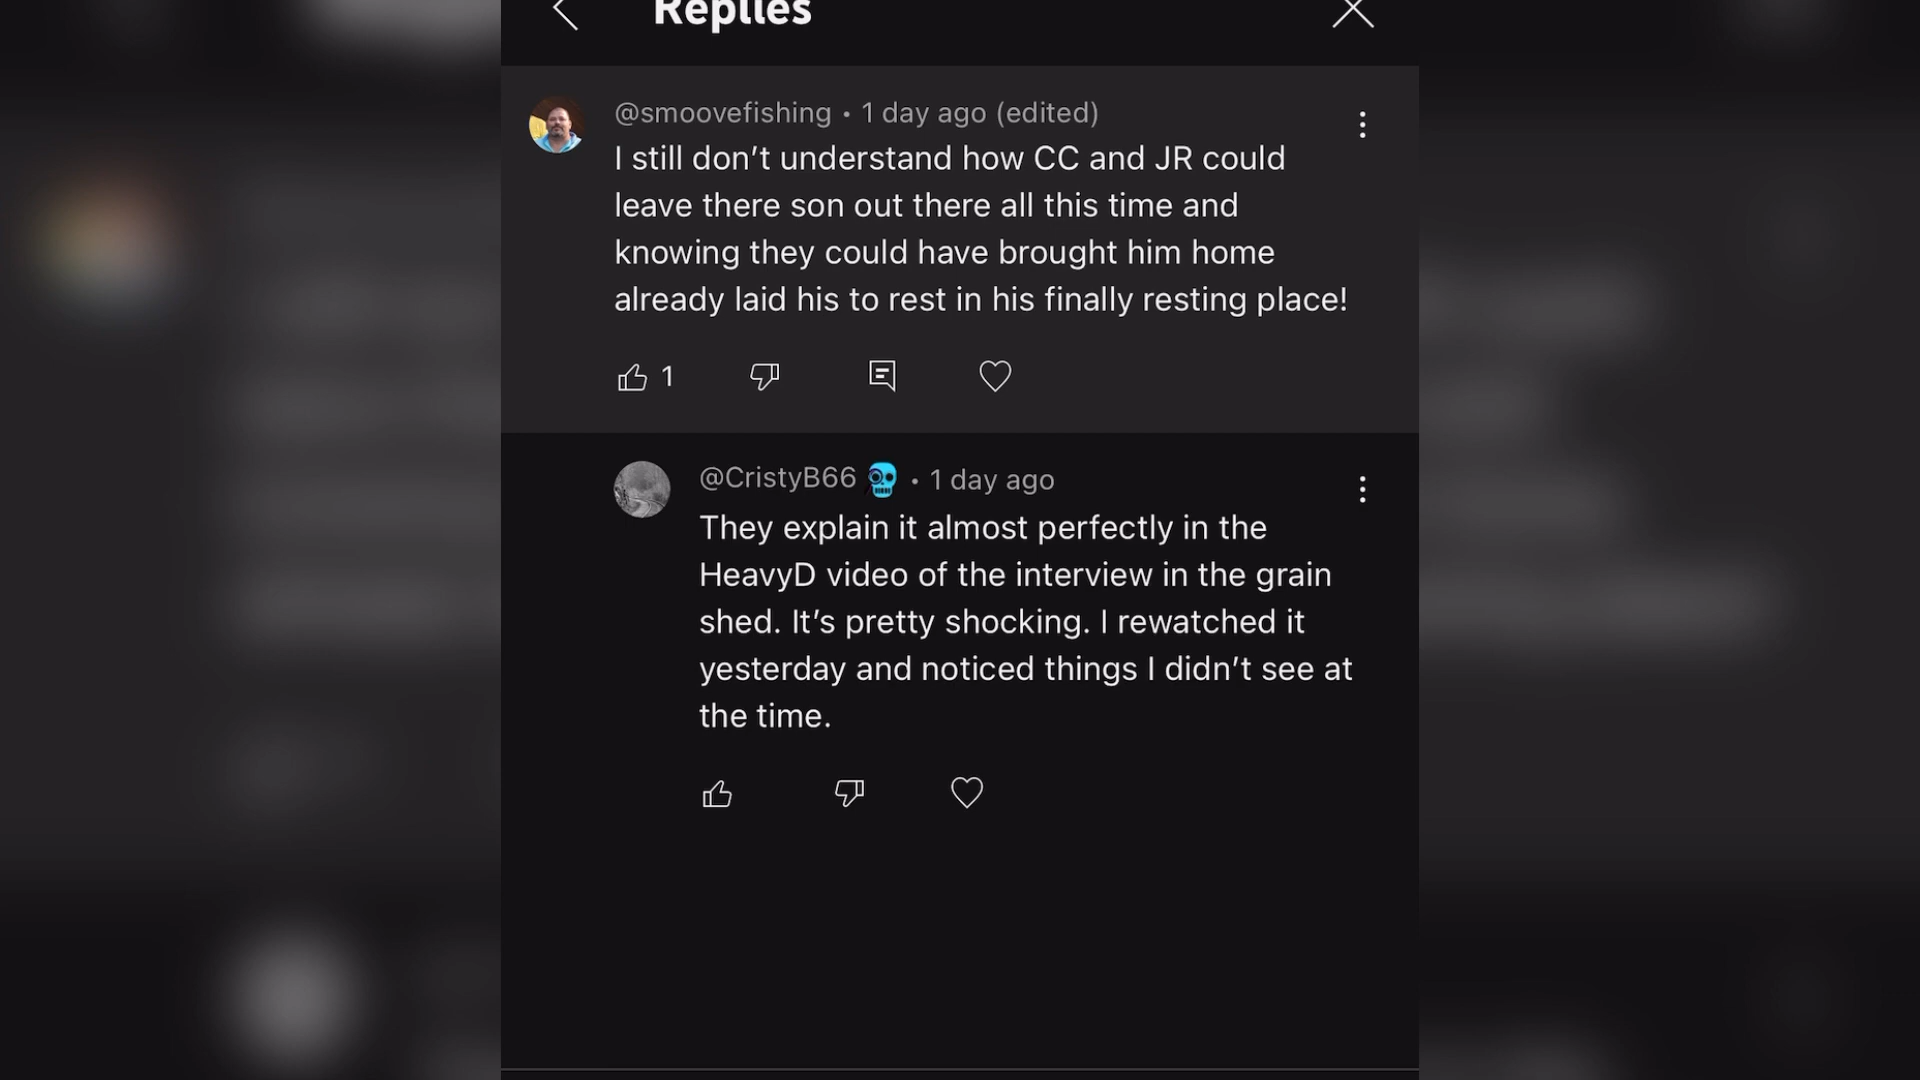 Replies
@smoovefishing • 1 day ago (edited)
I still don’t understand how CC and JR could
leave there son out there all this time and
knowing they could have brought him home
already laid his to rest in his finally resting place!
1
@CristyB66 • 1 day ago
They explain it almost perfectly in the
HeavyD video of the interview in the grain
shed. It’s pretty shocking. I rewatched it
yesterday and noticed things I didn’t see at
the time.